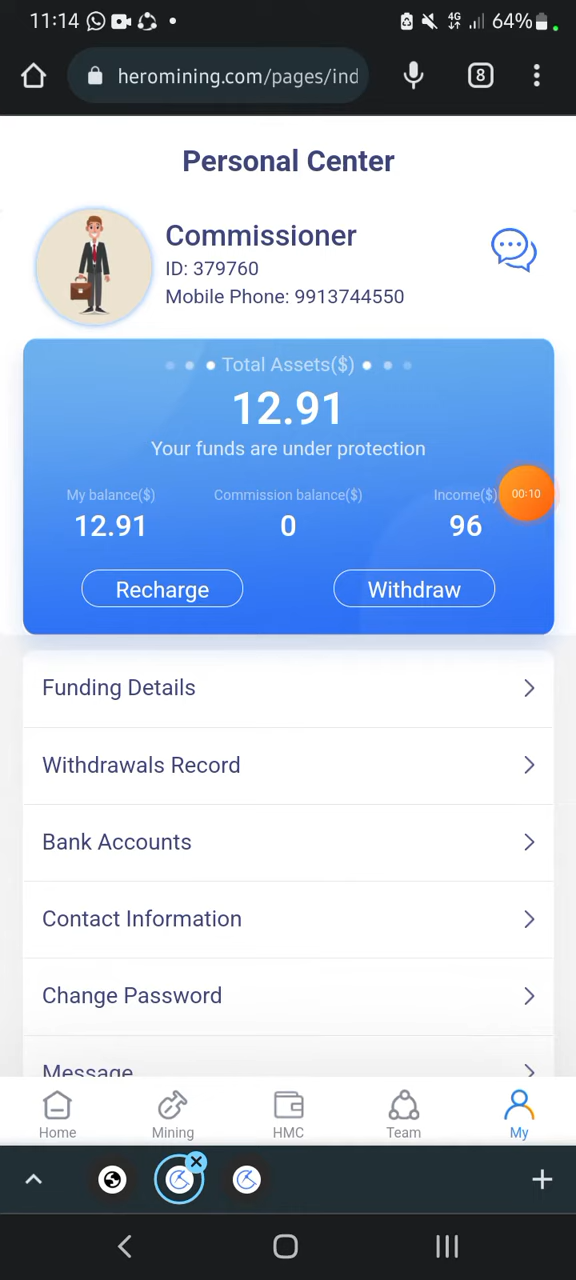 11:14
4G 64%
heromining.com/pages/ind
8
Personal Center
Commissioner
ID: 379760
Mobile Phone: 9913744550
Total Assets($)
12.91
Your funds are under protection
My balance($) Commission balance($) Income($)
00:10
12.91 0 96
Recharge Withdraw
Funding Details
Withdrawals Record
Bank Accounts
Contact Information
Change Password
Message
Home Mining HMC Team My